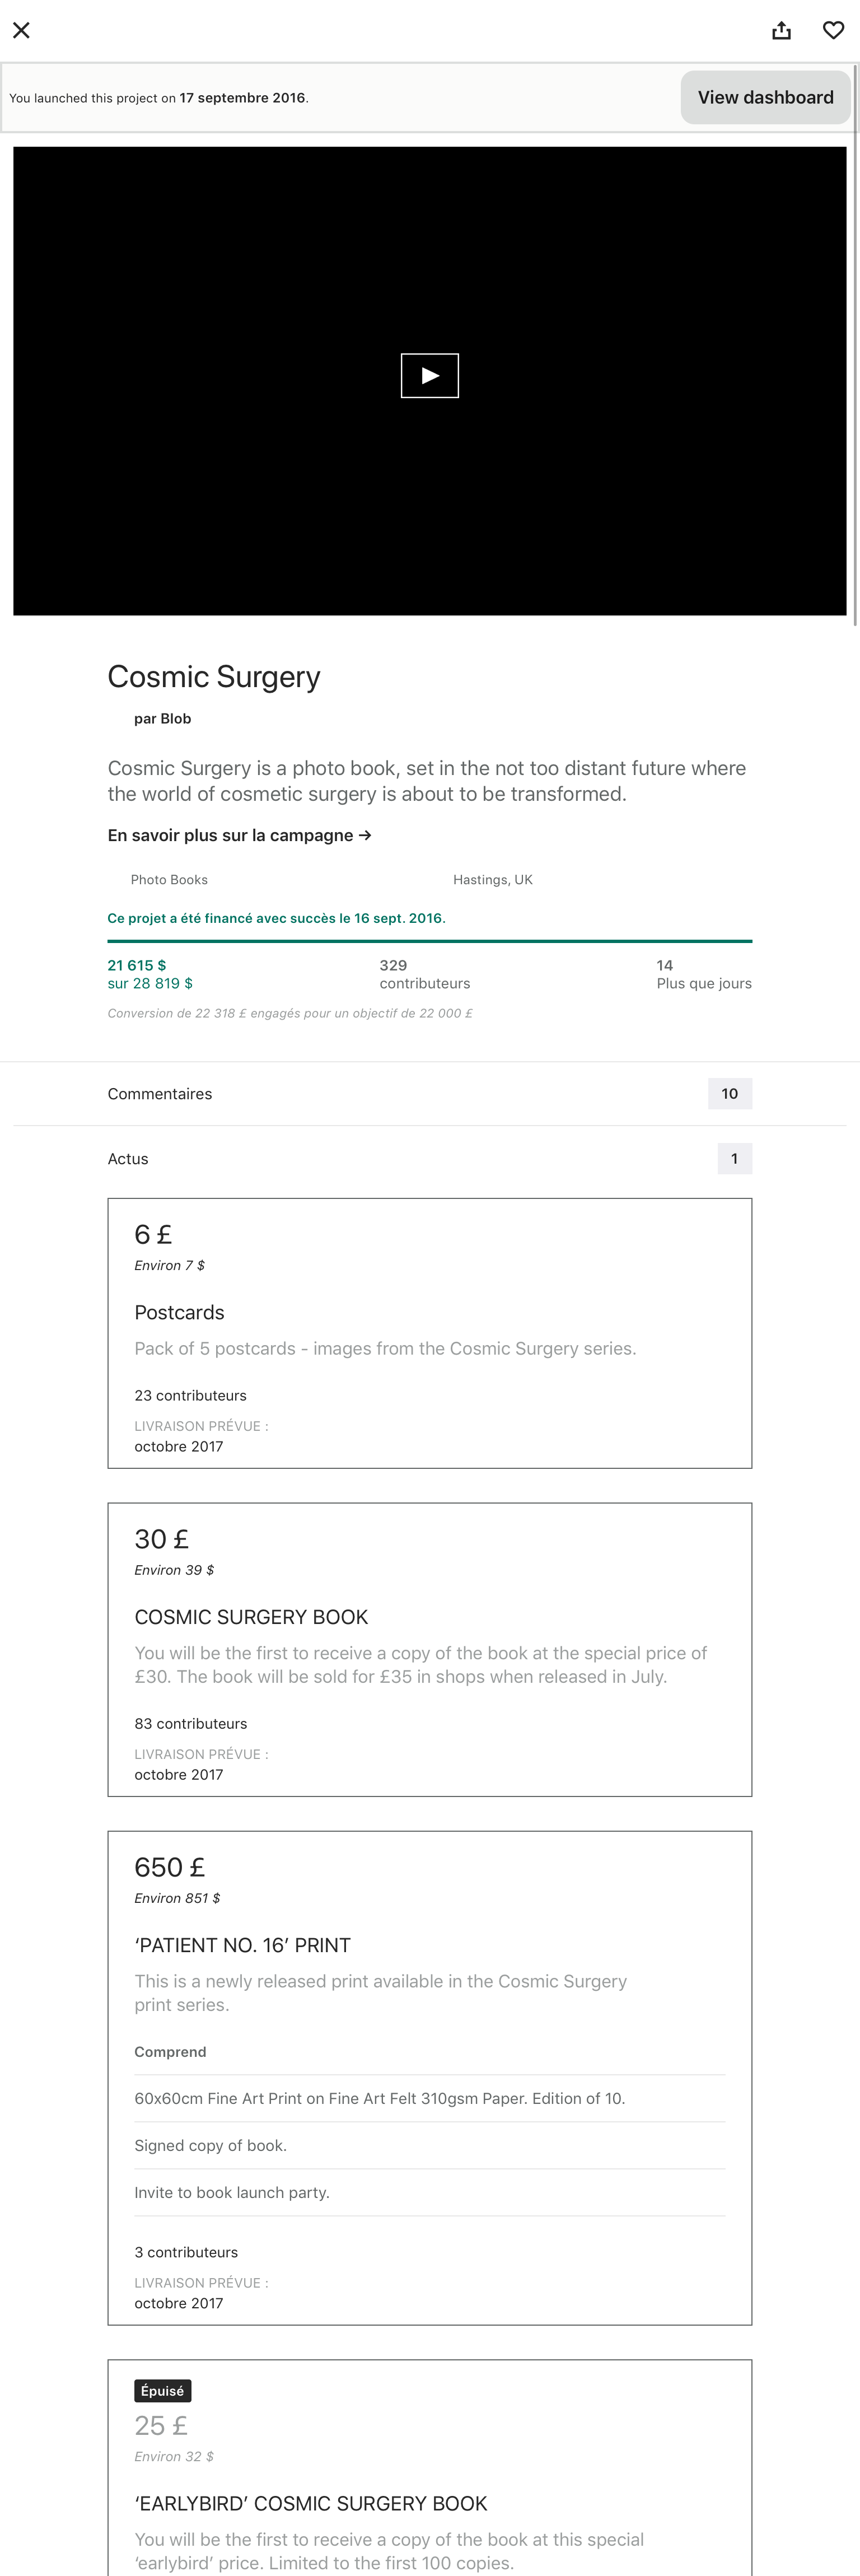 You launched this project on 17 septembre 2016.
View dashboard
Cosmic Surgery
par Blob
Cosmic Surgery is a photo book, set in the not too distant future where
the world of cosmetic surgery is about to be transformed.
En savoir plus sur la campagne →
Photo Books
Hastings, UK
Ce projet a été financé avec succès le 16 sept. 2016.
21 615 $
sur 28 819 $
329
contributeurs
14
Plus que jours
Conversion de 22 318 £ engagés pour un objectif de 22 000 £
Commentaires
10
Actus
1
6 £
Environ 7 $
Postcards
Pack of 5 postcards - images from the Cosmic Surgery series.
23 contributeurs
LIVRAISON PRÉVUE :
octobre 2017
30 £
Environ 39 $
COSMIC SURGERY BOOK
You will be the first to receive a copy of the book at the special price of
£30. The book will be sold for £35 in shops when released in July.
83 contributeurs
LIVRAISON PRÉVUE :
octobre 2017
650 £
Environ 851 $
‘PATIENT NO. 16’ PRINT
This is a newly released print available in the Cosmic Surgery
print series.
Comprend
60x60cm Fine Art Print on Fine Art Felt 310gsm Paper. Edition of 10.
Signed copy of book.
Invite to book launch party.
3 contributeurs
LIVRAISON PRÉVUE :
octobre 2017
Épuisé
25 £
Environ 32 $
‘EARLYBIRD’ COSMIC SURGERY BOOK
You will be the first to receive a copy of the book at this special
‘earlybird’ price. Limited to the first 100 copies.